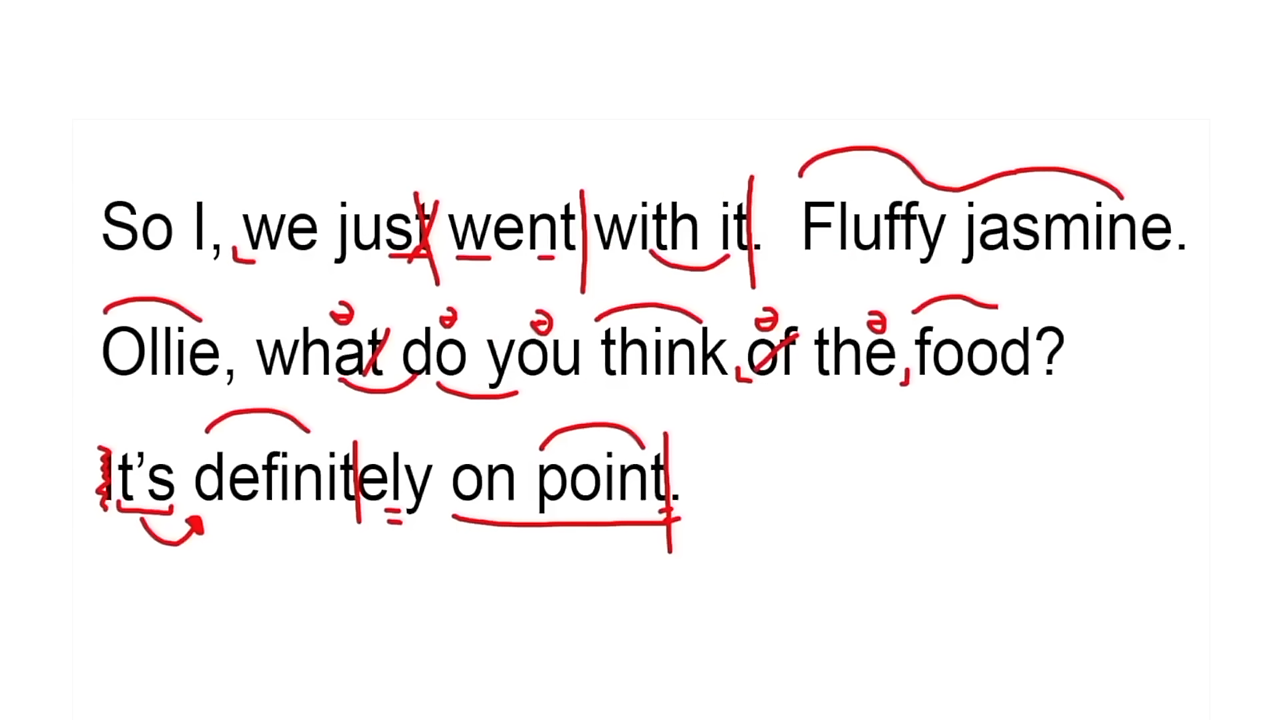 So I, we just went with it. Fluffy jasmine.
ə ə ə ə ə
Ollie, what do you think of the food?
It's definitely on point.